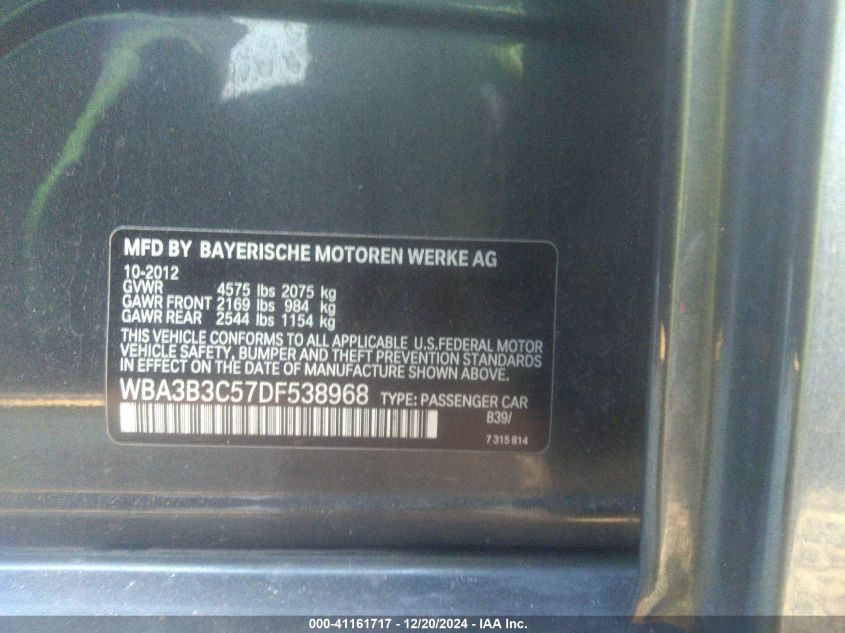 MFD BY BAYERISCHE MOTOREN WERKE AG
10-2012
GVWR 4575 lbs 2075 kg
GAWR FRONT 2169 lbs 984 kg
GAWR REAR 2544 lbs 1154 kg
THIS VEHICLE CONFORMS TO ALL APPLICABLE U.S.FEDERAL MOTOR
VEHICLE SAFETY, BUMPER AND THEFT PREVENTION STANDARDS
IN EFFECT ON THE DATE OF MANUFACTURE SHOWN ABOVE.
WBA3B3C57DF538968 TYPE: PASSENGER CAR
B39/
7 315 814
000-41161717 - 12/20/2024 - IAA Inc.